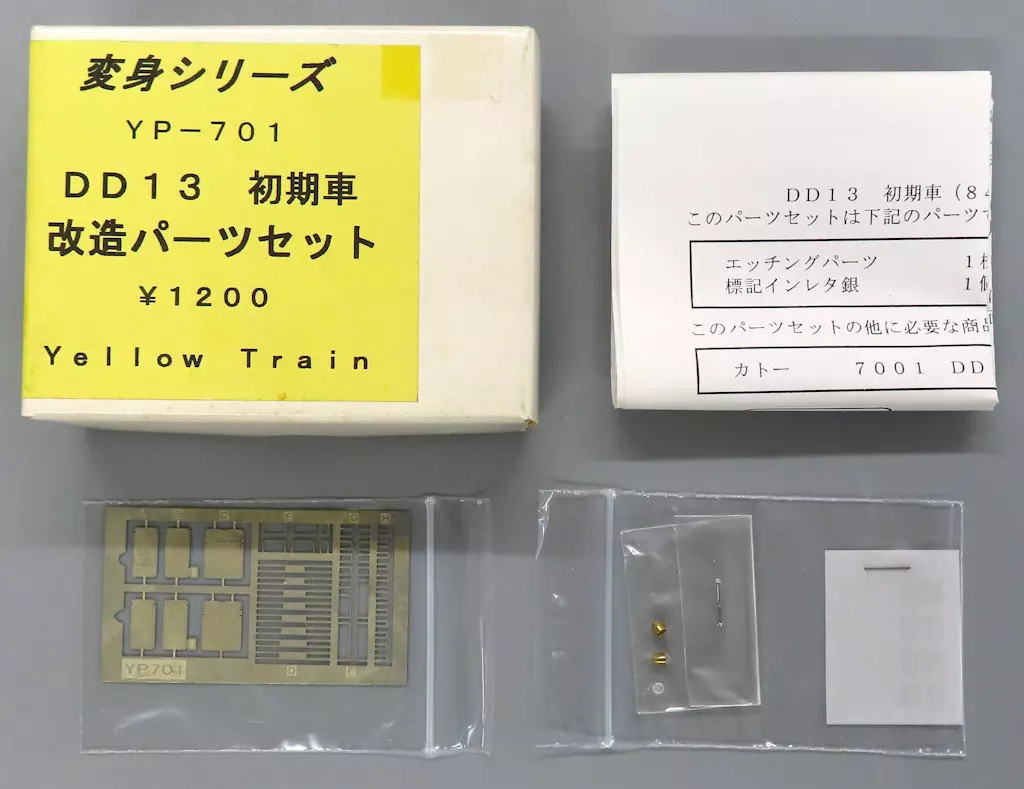 変身シリーズ
YP－701
DD13　初期車
改造パーツセット
￥1200
Yellow Train
DD13　初期車（84
このパーツセットは下記のパーツで
エッチングパーツ　1
標記インレタ銀　1個
このパーツセットの他に必要な商品
カトー　7001　DD
A B C F G H
D E
YP701